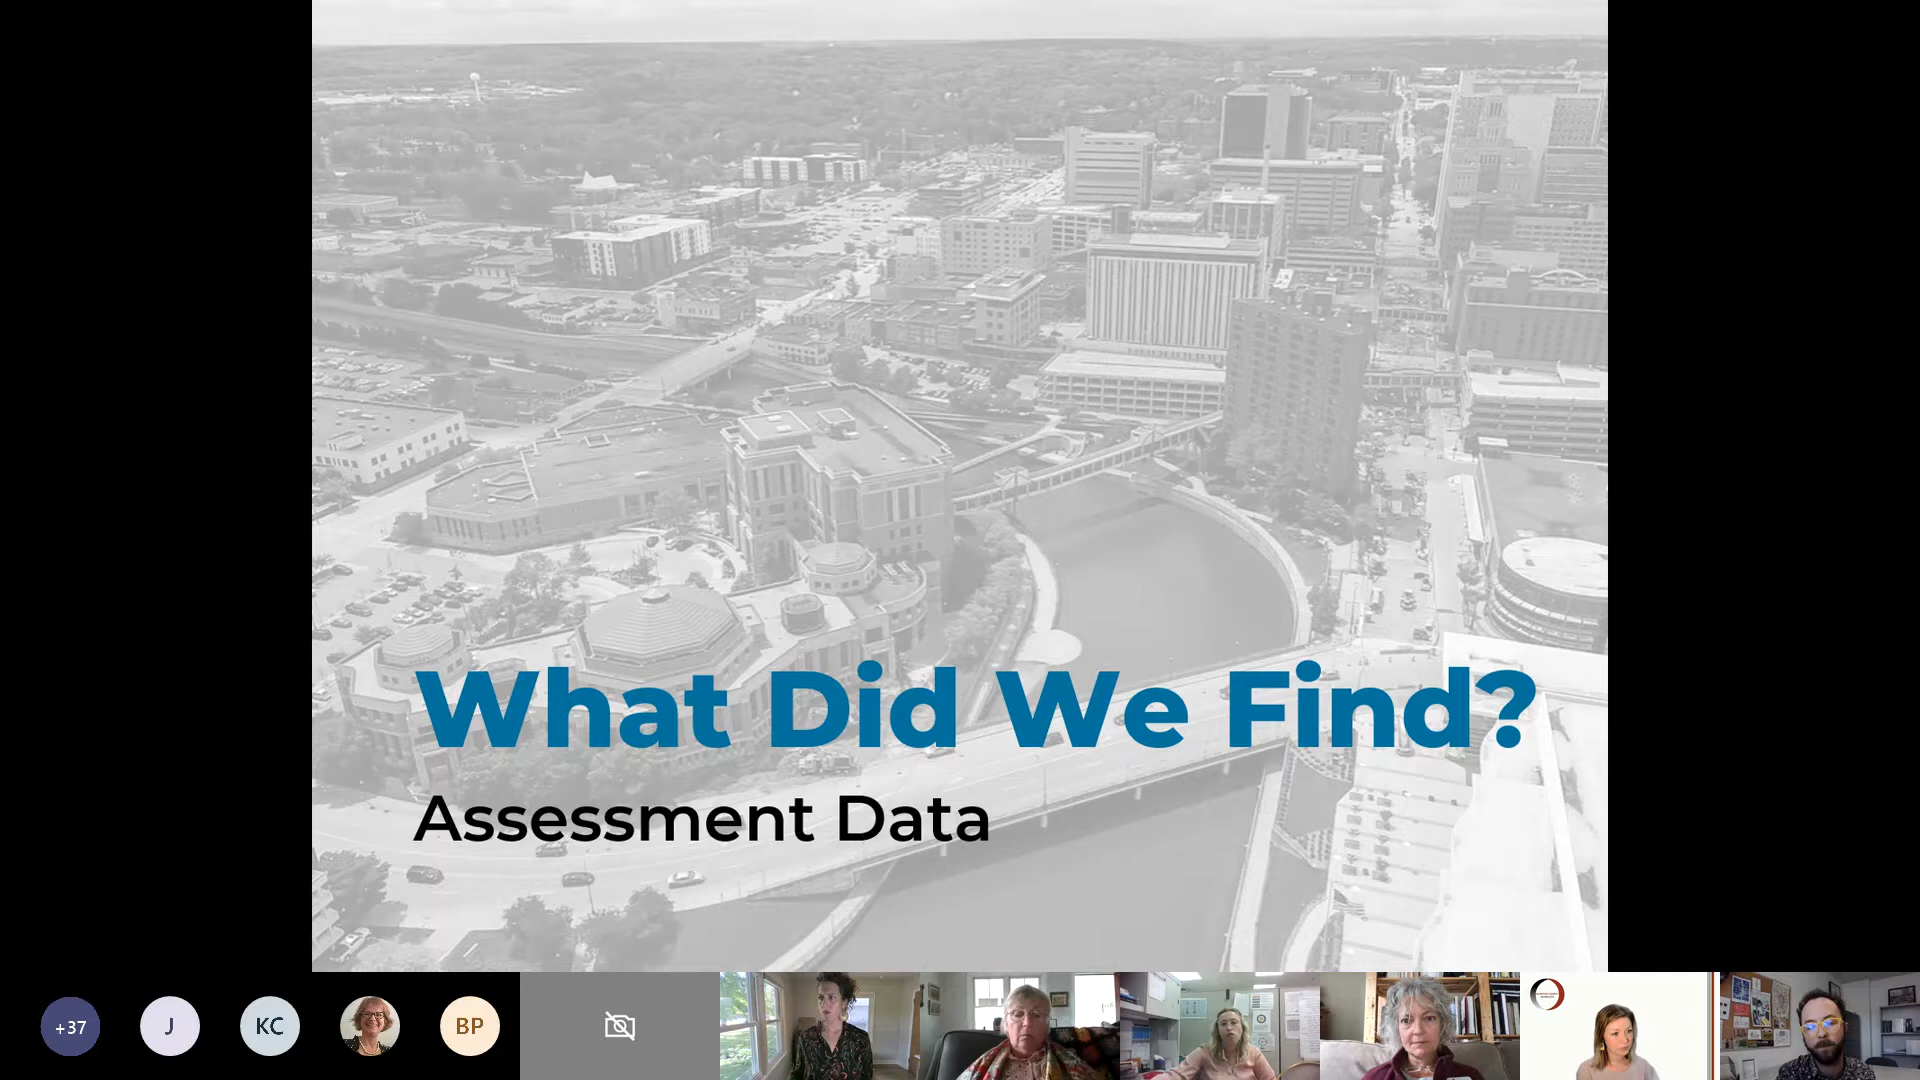 What Did We Find?
Assessment Data
+37
J
KC
BP